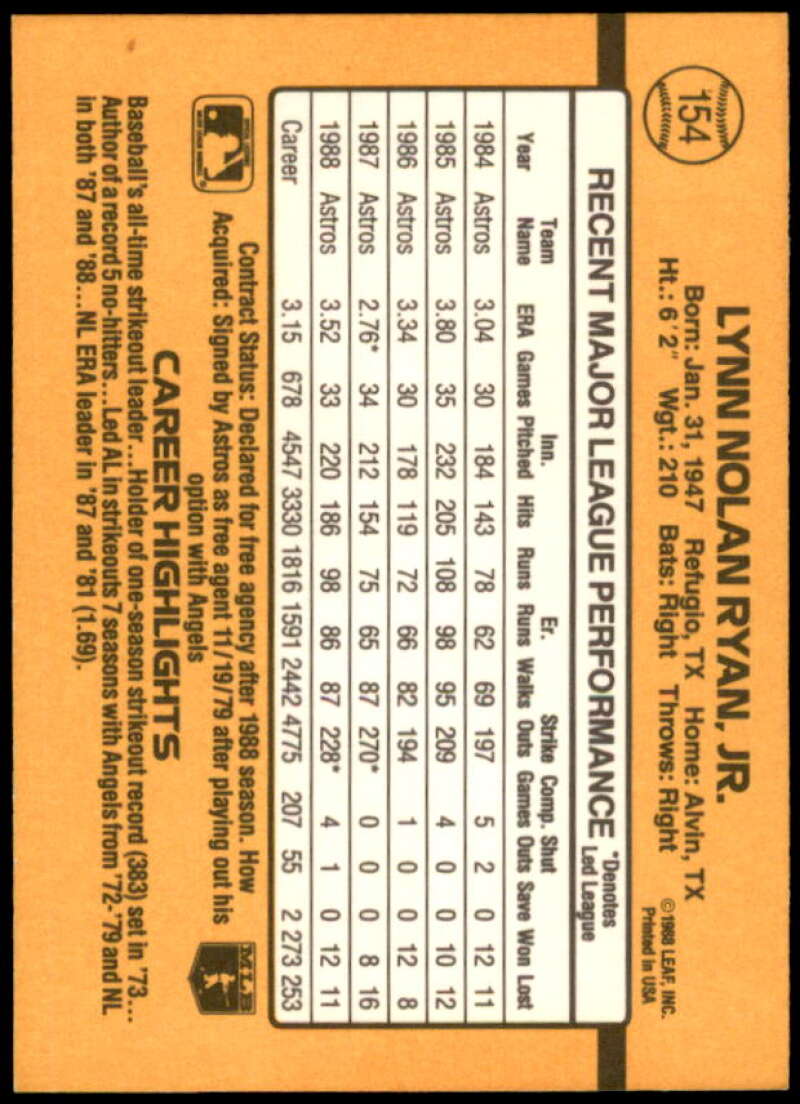 154
LYNN NOLAN RYAN, JR.
Born: Jan. 31, 1947 Refugio, TX Home: Alvin, TX
Ht.: 6'2" Wgt.: 210 Bats: Right Throws: Right
©1988 LEAF, INC.
Printed in USA
RECENT MAJOR LEAGUE PERFORMANCE *Denotes Led League
Year Team Name ERA Games Inn. Pitched Hits Runs Er. Runs Walks Strike Outs Comp. Games Shut Outs Save Won Lost
1984 Astros 3.04 30 184 143 78 62 69 197 5 2 0 12 11
1985 Astros 3.80 35 232 205 108 98 95 209 4 0 0 10 12
1986 Astros 3.34 30 178 119 72 66 82 194 1 0 0 12 8
1987 Astros 2.76* 34 212 154 75 65 87 270* 0 0 0 8 16
1988 Astros 3.52 33 220 186 98 86 87 228* 4 1 0 12 11
Career 3.15 678 4547 3330 1816 1591 2442 4775 207 55 2 273 253
Contract Status: Declared for free agency after 1988 season. How
Acquired: Signed by Astros as free agent 11/19/79 after playing out his
option with Angels
MLB
CAREER HIGHLIGHTS
Baseball's all-time strikeout leader...Holder of one-season strikeout record (383) set in '73...
Author of a record 5 no-hitters...Led AL in strikeouts 7 seasons with Angels from '72-'79 and NL
in both '87 and '88...NL ERA leader in '87 and '81 (1.69).